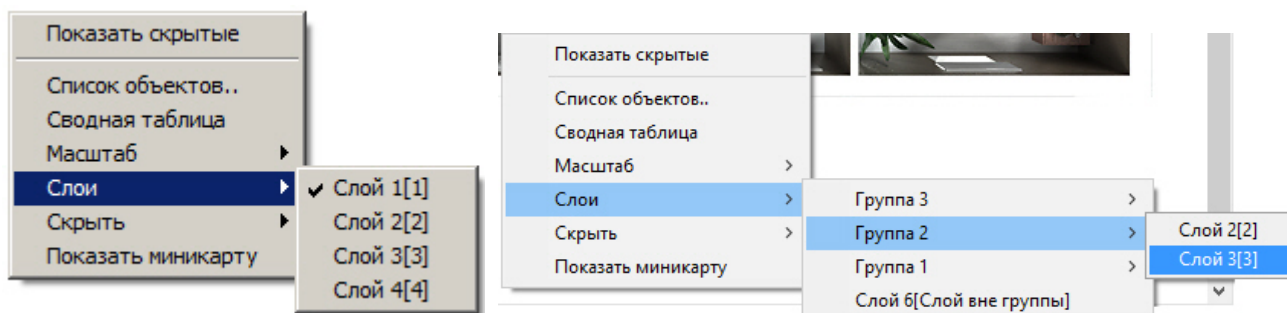 Показать скрытые
Список объектов..
Сводная таблица
Масштаб
Слои
Скрыть
Показать миникарту
Слой 1[1]
Слой 2[2]
Слой 3[3]
Слой 4[4]
Показать скрытые
Список объектов..
Сводная таблица
Масштаб
Слои
Скрыть
Показать миникарту
Группа 3
Группа 2
Группа 1
Слой 6[Слой вне группы]
Слой 2[2]
Слой 3[3]